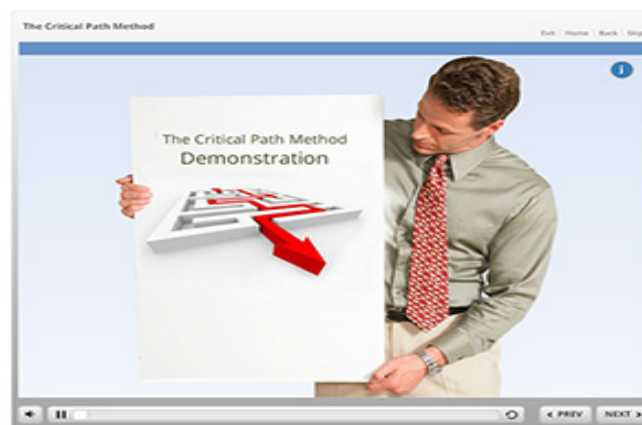 The Critical Path Method
Exit Home Back Skip
The Critical Path Method
Demonstration
i
PREV NEXT